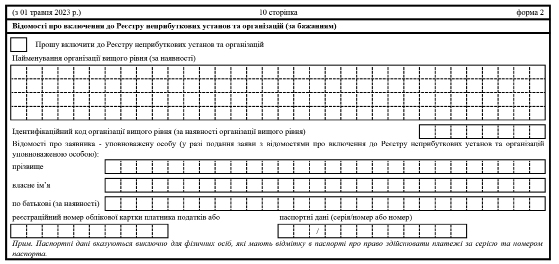 (з 01 травня 2023 р.) 10 сторінка форма 2
Відомості про включення до Реєстру неприбуткових установ та організацій (за бажанням)
Прошу включити до Реєстру неприбуткових установ та організацій
Найменування організації вищого рівня (за наявності)
Ідентифікаційний код організації вищого рівня (за наявності організації вищого рівня)
Відомості про заявника - уповноважену особу (у разі подання заяви з відомостями про включення до Реєстру неприбуткових установ та організацій
уповноваженою особою):
прізвище
власне ім'я
по батькові (за наявності)
реєстраційний номер облікової картки платника податків або паспортні дані (серія/номер або номер)
/
Прим. Паспортні дані вказуються виключно для фізичних осіб, які мають відмітку в паспорті про право здійснювати платежі за серією та номером
паспорта.